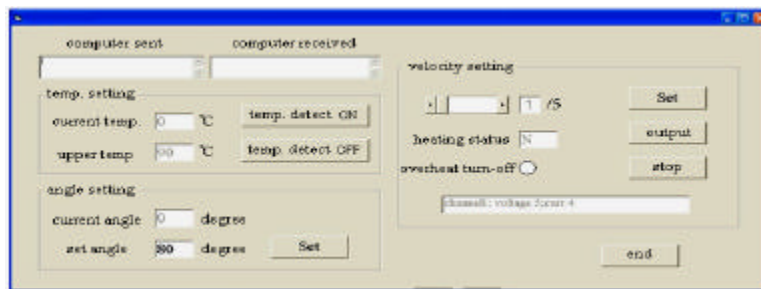 computer sent
computer received
temp. setting
current temp. 0 ℃
temp. detect ON
upper temp 90 ℃
temp. detect OFF
angle setting
current angle 0 degree
set angle degree
Set
velocity setting
1 /5
Set
heating status N
output
overheat turn-off
stop
end